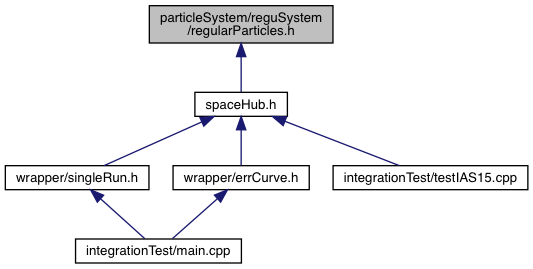 particleSystem/reguSystem
/regularParticles.h
spaceHub.h
wrapper/singleRun.h
wrapper/errCurve.h
integrationTest/testIAS15.cpp
integrationTest/main.cpp